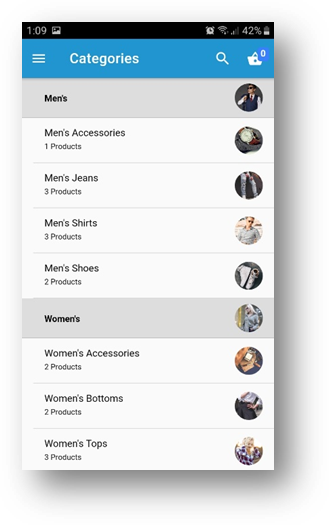 1:09 42%
Categories 0
Men's
Men's Accessories
1 Products
Men's Jeans
3 Products
Men's Shirts
3 Products
Men's Shoes
2 Products
Women's
Women's Accessories
2 Products
Women's Bottoms
2 Products
Women's Tops
3 Products